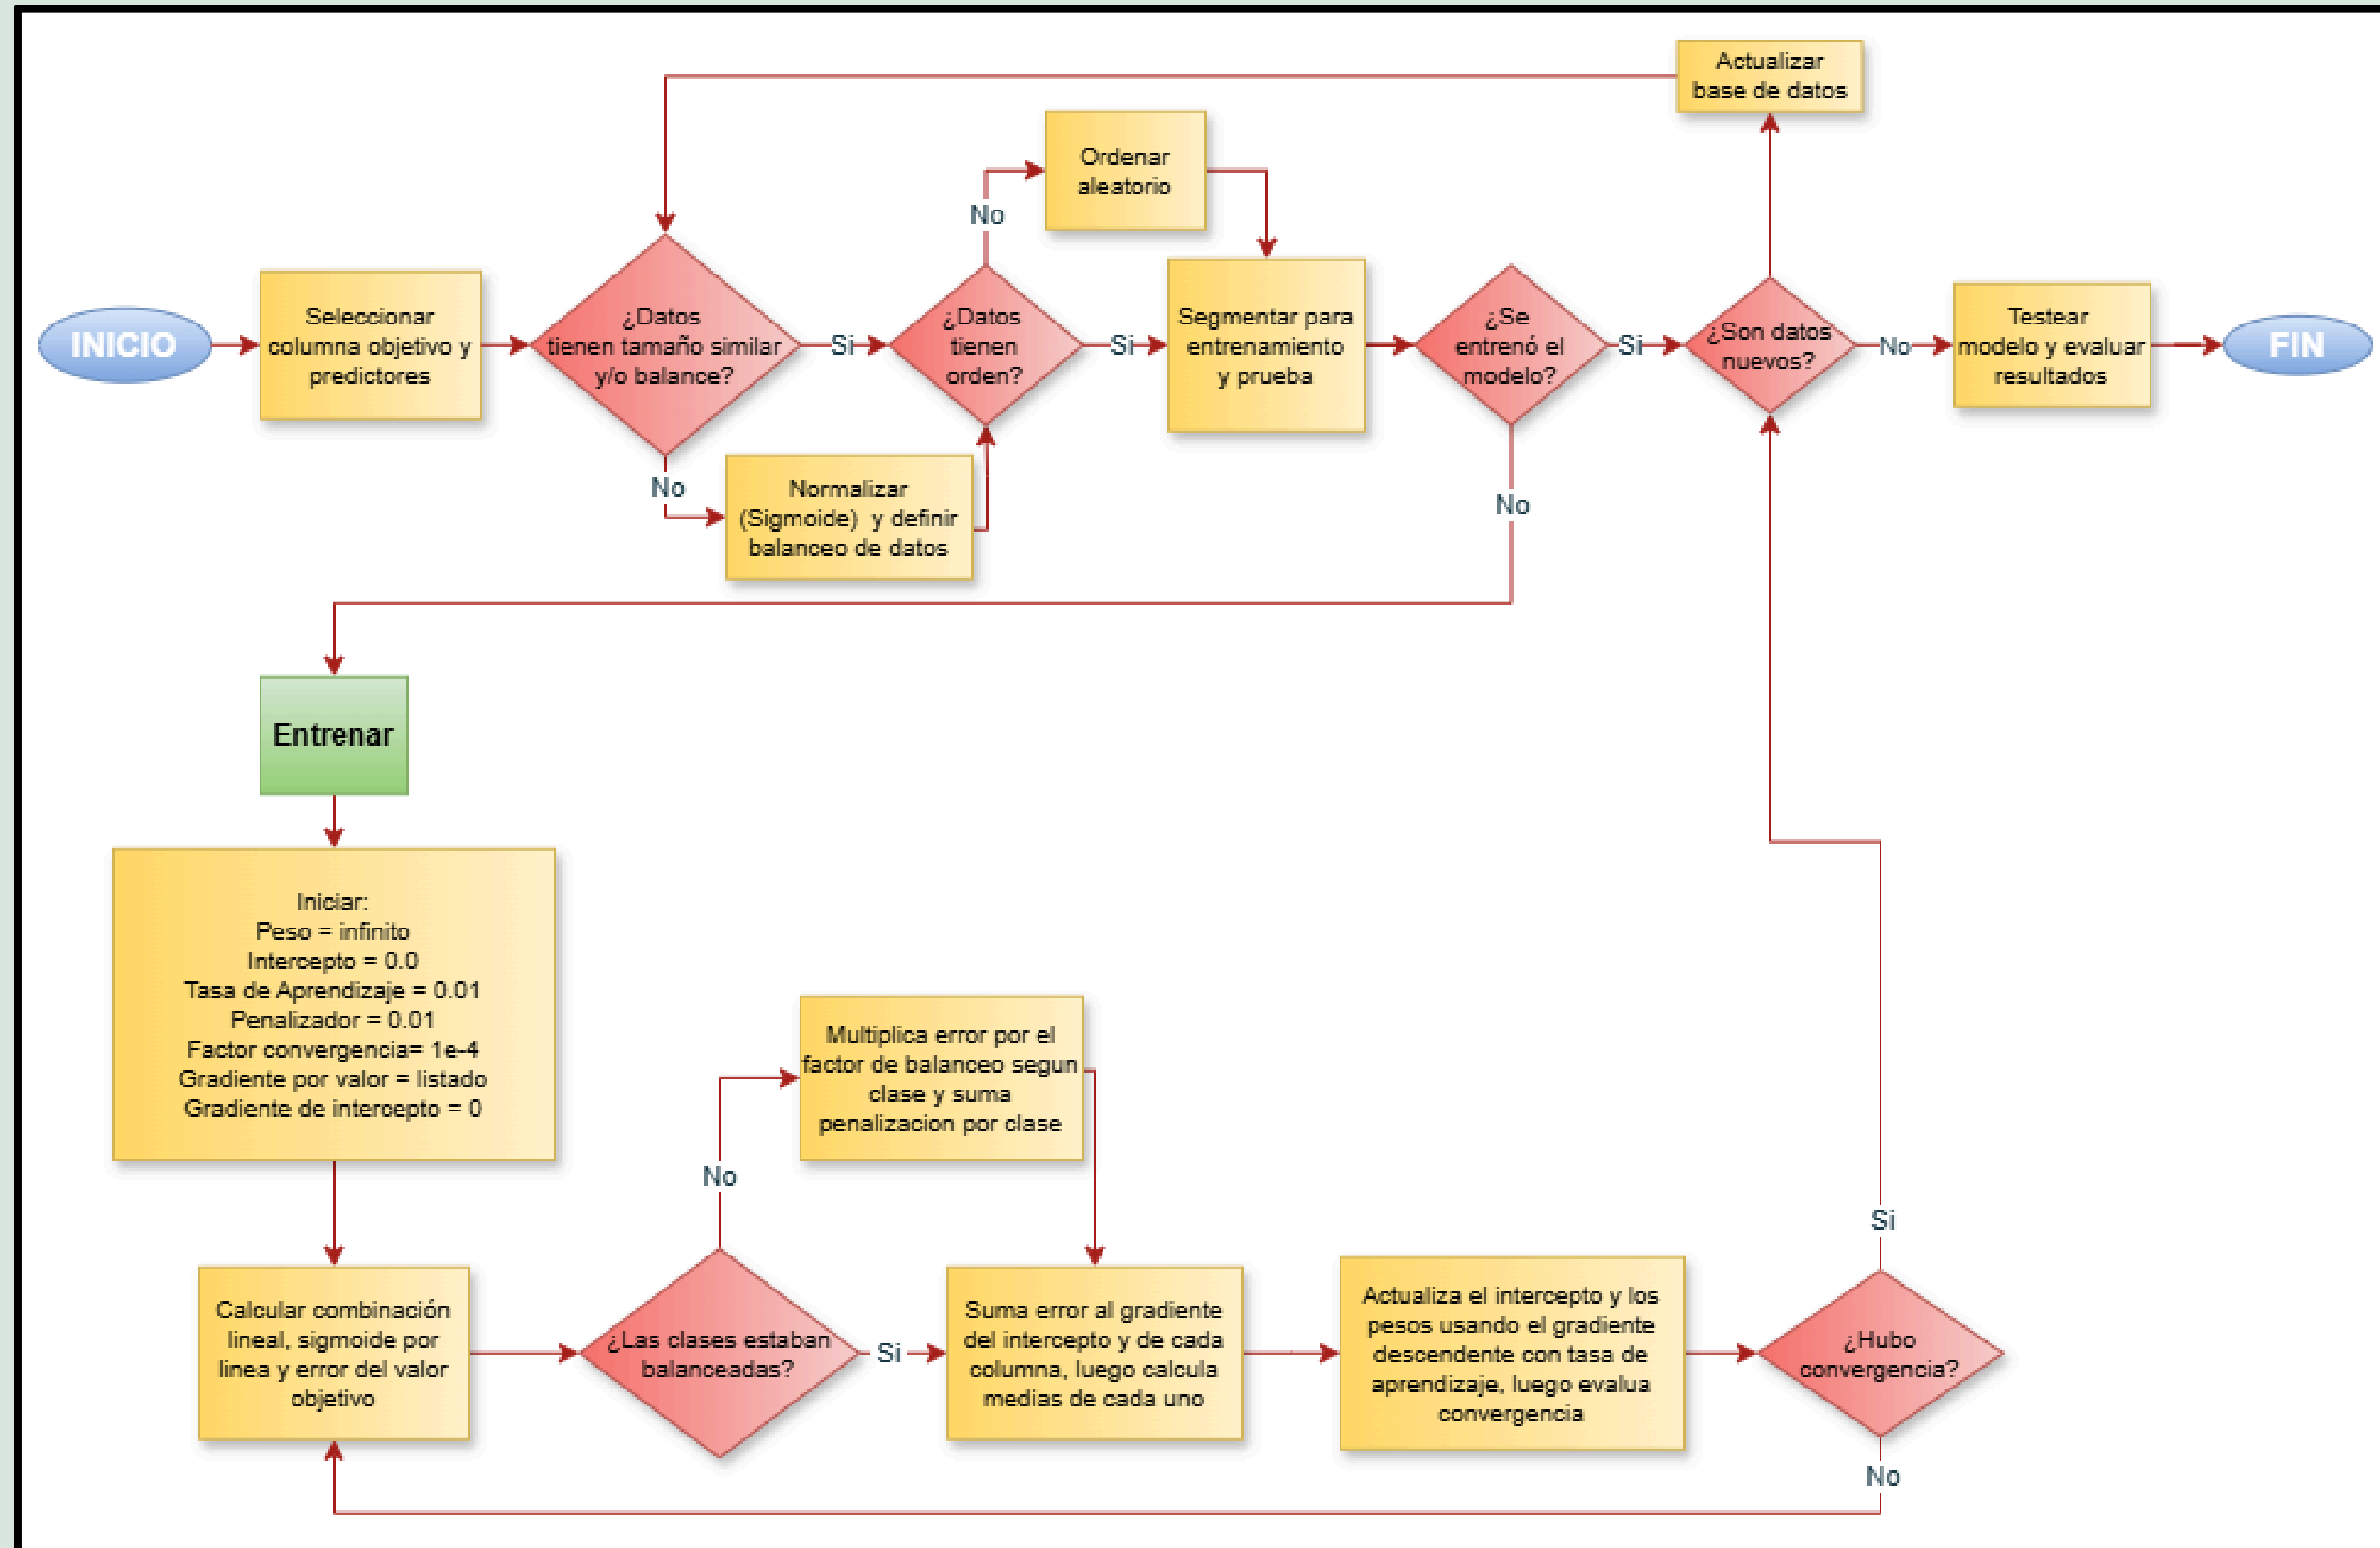 Actualizar
base de datos
Ordenar
aleatorio
No
INICIO
Seleccionar
columna objetivo y
predictores
¿Datos
tienen tamaño similar
y/o balance?
Si
¿Datos
tienen
orden?
Si
Segmentar para
entrenamiento
y prueba
¿Se
entrenó el
modelo?
Si
¿Son datos
nuevos?
No
Testear
modelo y evaluar
resultados
FIN
No
Normalizar
(Sigmoide) y definir
balanceo de datos
No
Entrenar
Iniciar:
Peso = infinito
Intercepto = 0.0
Tasa de Aprendizaje = 0.01
Penalizador = 0.01
Factor convergencia= 1e-4
Gradiente por valor = listado
Gradiente de intercepto = 0
Multiplica error por el
factor de balanceo segun
clase y suma
penalizacion por clase
No
Si
Calcular combinación
lineal, sigmoide por
linea y error del valor
objetivo
¿Las clases estaban
balanceadas?
Si
Suma error al gradiente
del intercepto y de cada
columna, luego calcula
medias de cada uno
Actualiza el intercepto y los
pesos usando el gradiente
descendente con tasa de
aprendizaje, luego evalua
convergencia
¿Hubo
convergencia?
No